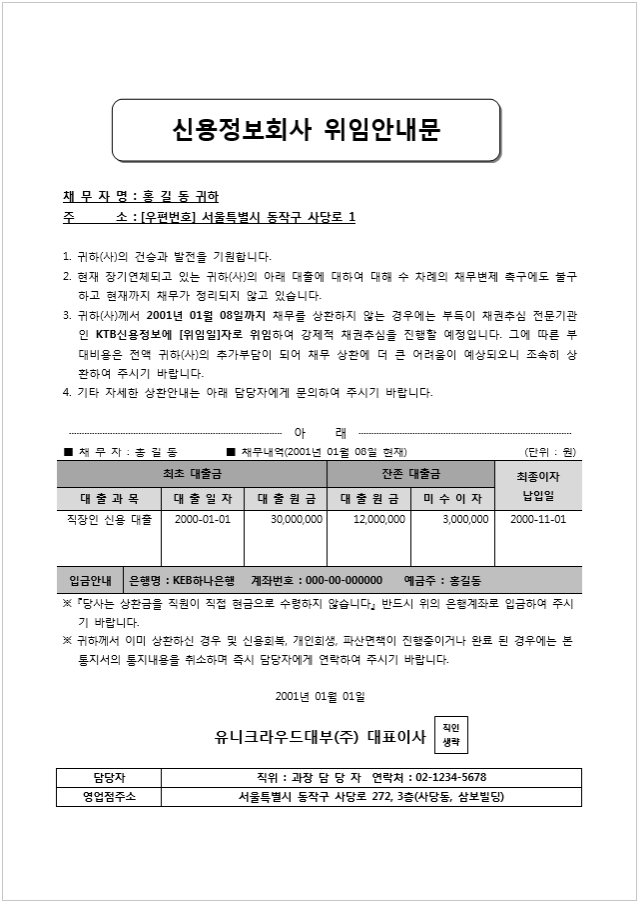 신용정보회사 위임안내문
채 무 자 명 : 홍 길 동 귀하
주 소 : [우편번호] 서울특별시 동작구 사당로 1
1. 귀하(사)의 건승과 발전을 기원합니다.
2. 현재 장기연체되고 있는 귀하(사)의 아래 대출에 대하여 대해 수 차례의 채무변제 촉구에도 불구
하고 현재까지 채무가 정리되지 않고 있습니다.
3. 귀하(사)께서 2001년 01월 08일까지 채무를 상환하지 않는 경우에는 부득이 채권추심 전문기관
인 KTB신용정보에 [위임일]자로 위임하여 강제적 채권추심을 진행할 예정입니다. 그에 따른 부
대비용은 전액 귀하(사)의 추가부담이 되어 채무 상환에 더 큰 어려움이 예상되오니 조속히 상
환하여 주시기 바랍니다.
4. 기타 자세한 상환안내는 아래 담당자에게 문의하여 주시기 바랍니다.
아 래
■ 채 무 자 : 홍 길 동 ■ 채무내역(2001년 01월 08일 현재) (단위 : 원)
최초 대출금 잔존 대출금 최종이자 납입일
대 출 과 목 대 출 일 자 대 출 원 금 대 출 원 금 미 수 이 자
직장인 신용 대출 2000-01-01 30,000,000 12,000,000 3,000,000 2000-11-01
입금안내 은행명 : KEB하나은행 계좌번호 : 000-00-000000 예금주 : 홍길동
※ 『당사는 상환금을 직원이 직접 현금으로 수령하지 않습니다』 반드시 위의 은행계좌로 입금하여 주시
기 바랍니다.
※ 귀하께서 이미 상환하신 경우 및 신용회복, 개인회생, 파산면책이 진행중이거나 완료 된 경우에는 본
통지서의 통지내용을 취소하며 즉시 담당자에게 연락하여 주시기 바랍니다.
2001년 01월 01일
유니크라우드대부(주) 대표이사 직인 생략
담당자 직위 : 과장 담 당 자 연락처 : 02-1234-5678
영업점주소 서울특별시 동작구 사당로 272, 3층(사당동, 삼보빌딩)